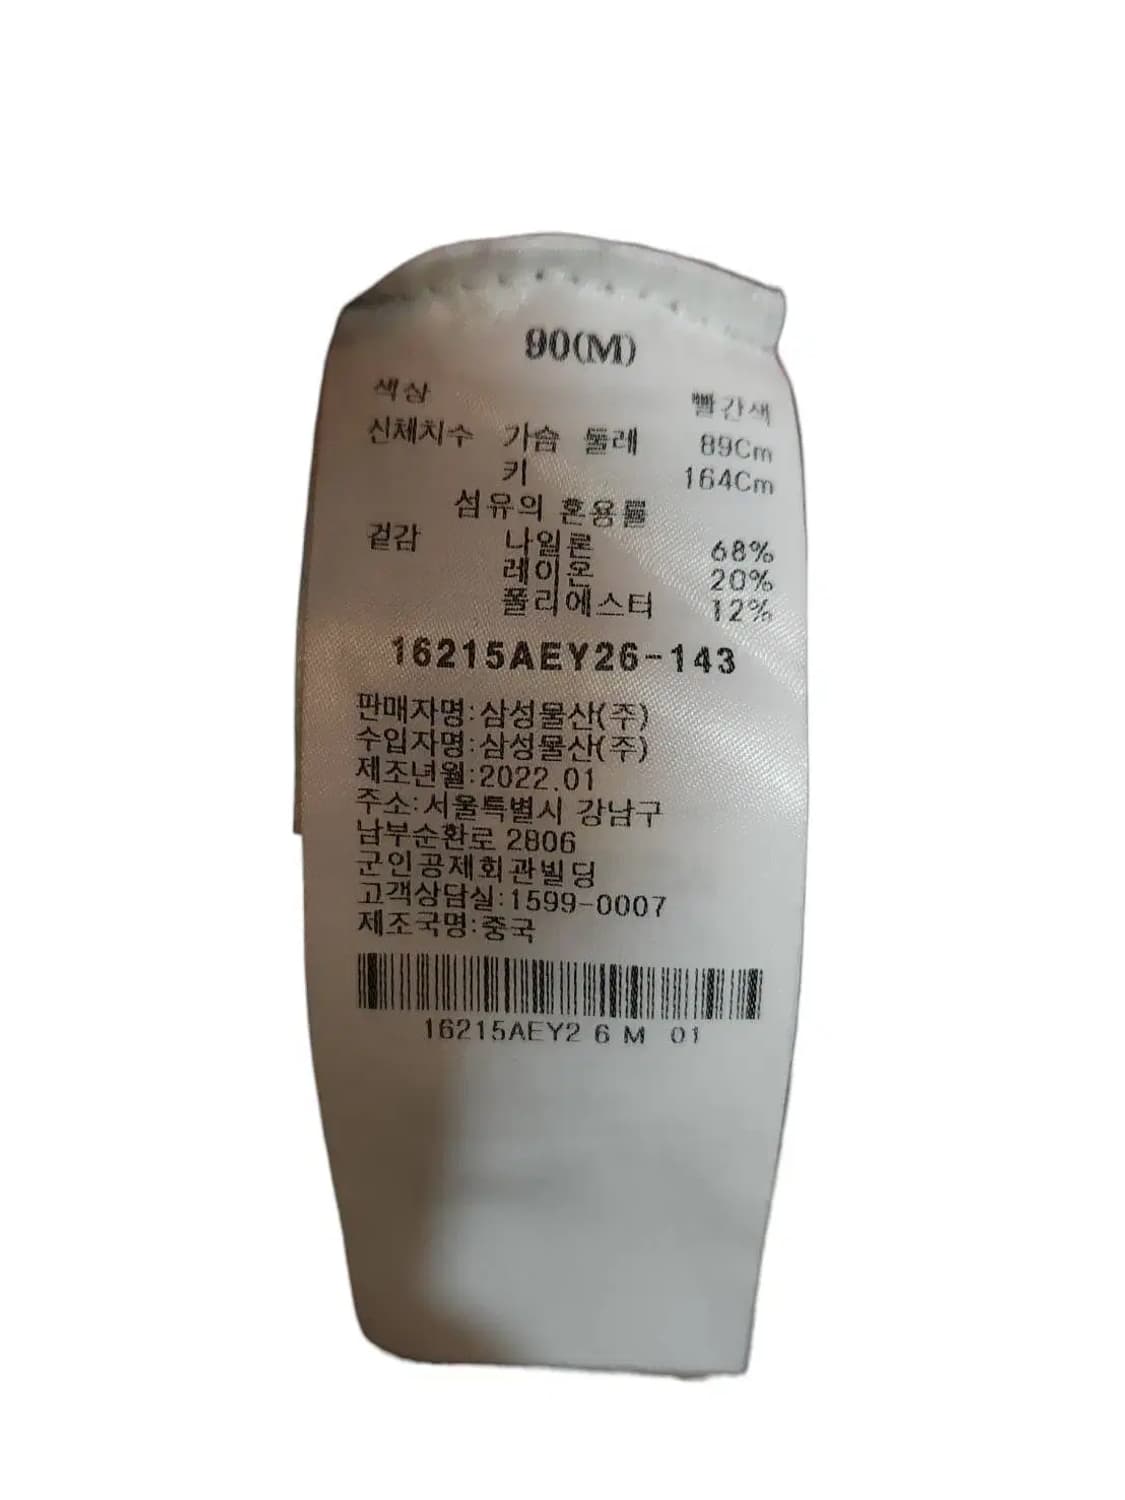 90(M)
색상 빨간색
신체치수 가슴 둘레 89Cm
키 164Cm
섬유의 혼용률
겉감 나일론 68%
레이온 20%
폴리에스터 12%
16215AEY26-143
판매자명:삼성물산(주)
수입자명:삼성물산(주)
제조년월:2022.01
주소:서울특별시 강남구
남부순환로 2806
군인공제회관빌딩
고객상담실:1599-0007
제조국명:중국
16215AEY2 6 M 01